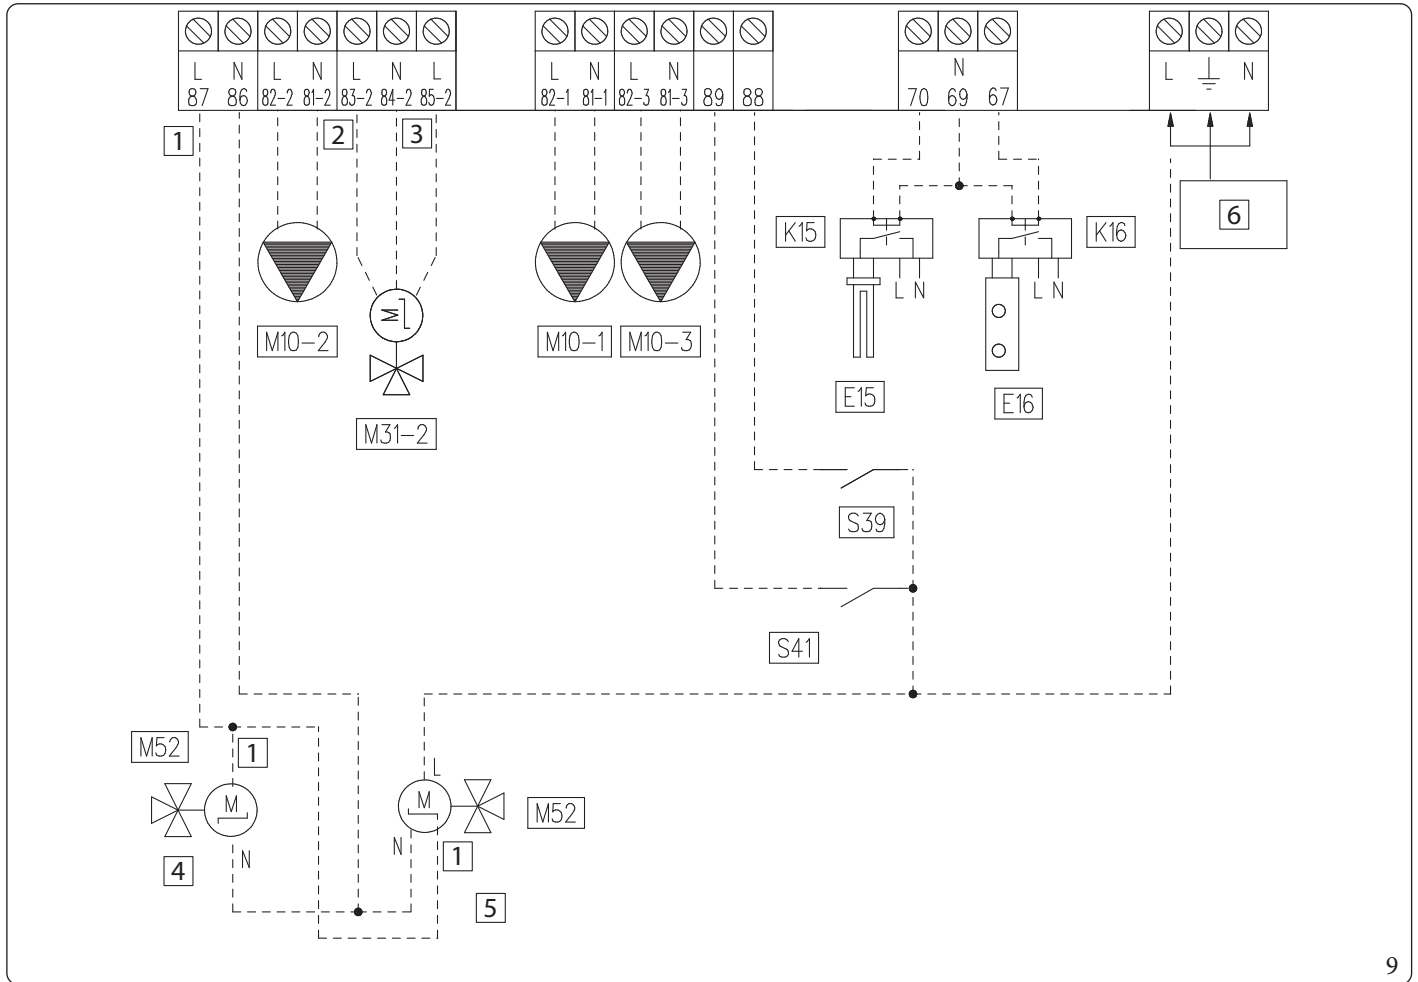 L N L N L N L
87 86 82-2 81-2 83-2 84-2 85-2
L N L N
82-1 81-1 82-3 81-3 89 88
N
70 69 67
L N
1
2
3
6
K15
K16
L N
L N
M10-2
M10-1
M10-3
M
M31-2
E15
E16
S39
S41
M52
1
L
M
M
M52
N
N
1
4
5
9